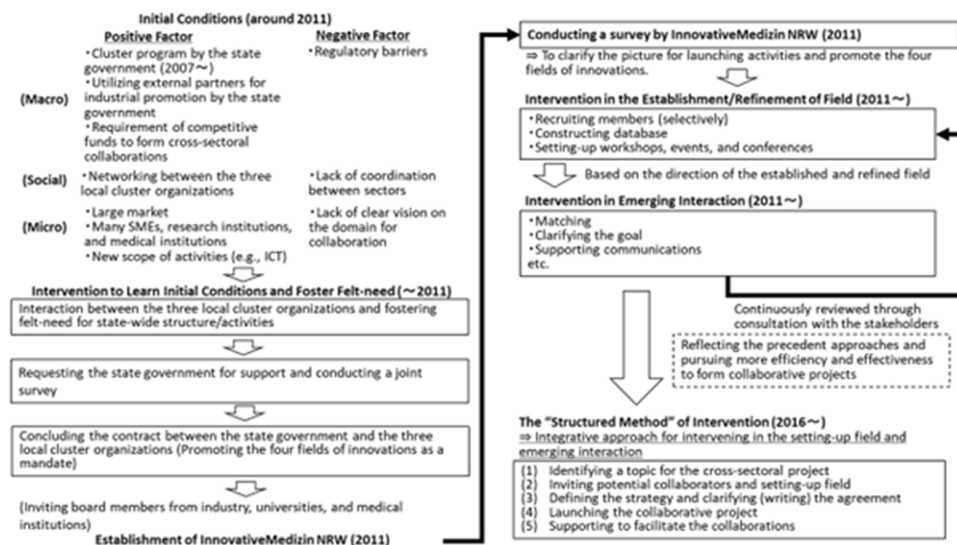 Initial Conditions (around 2011)
Positive Factor
Negative Factor
・Cluster program by the state
government (2007～)
・Utilizing external partners for
industrial promotion by the state
government
・Requirement of competitive
funds to form cross-sectoral
collaborations
・Regulatory barriers
(Macro)
(Social)
・Networking between the three
local cluster organizations
・Lack of coordination
between sectors
(Micro)
・Large market
・Many SMEs, research institutions,
and medical institutions
・New scope of activities (e.g., ICT)
・Lack of clear vision on
the domain for
collaboration
Intervention to Learn Initial Conditions and Foster Felt-need (～2011)
Interaction between the three local cluster organizations and fostering
felt-need for state-wide structure/activities
Requesting the state government for support and conducting a joint
survey
Concluding the contract between the state government and the three
local cluster organizations (Promoting the four fields of innovations as a
mandate)
(Inviting board members from industry, universities, and medical
institutions)
Establishment of InnovativeMedizin NRW (2011)
Conducting a survey by InnovativeMedizin NRW (2011)
⇒ To clarify the picture for launching activities and promote the four
fields of innovations.
Intervention in the Establishment/Refinement of Field (2011～)
・Recruiting members (selectively)
・Constructing database
・Setting-up workshops, events, and conferences
Based on the direction of the established and refined field
Intervention in Emerging Interaction (2011～)
・Matching
・Clarifying the goal
・Supporting communications
etc.
Continuously reviewed through
consultation with the stakeholders
Reflecting the precedent approaches and
pursuing more efficiency and effectiveness
to form collaborative projects
The "Structured Method" of Intervention (2016～)
⇒ Integrative approach for intervening in the setting-up field and
emerging interaction
(1) Identifying a topic for the cross-sectoral project
(2) Inviting potential collaborators and setting-up field
(3) Defining the strategy and clarifying (writing) the agreement
(4) Launching the collaborative project
(5) Supporting to facilitate the collaborations